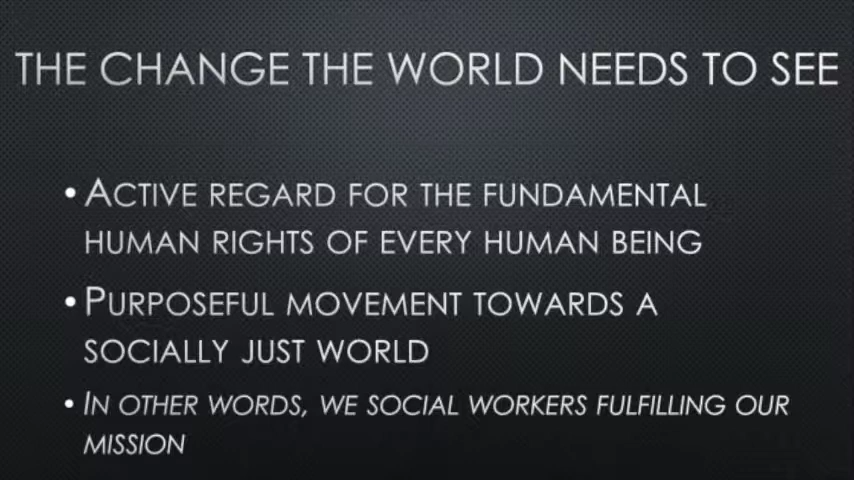 THE CHANGE THE WORLD NEEDS TO SEE
• ACTIVE REGARD FOR THE FUNDAMENTAL
HUMAN RIGHTS OF EVERY HUMAN BEING
• PURPOSEFUL MOVEMENT TOWARDS A
SOCIALLY JUST WORLD
• IN OTHER WORDS, WE SOCIAL WORKERS FULFILLING OUR
MISSION